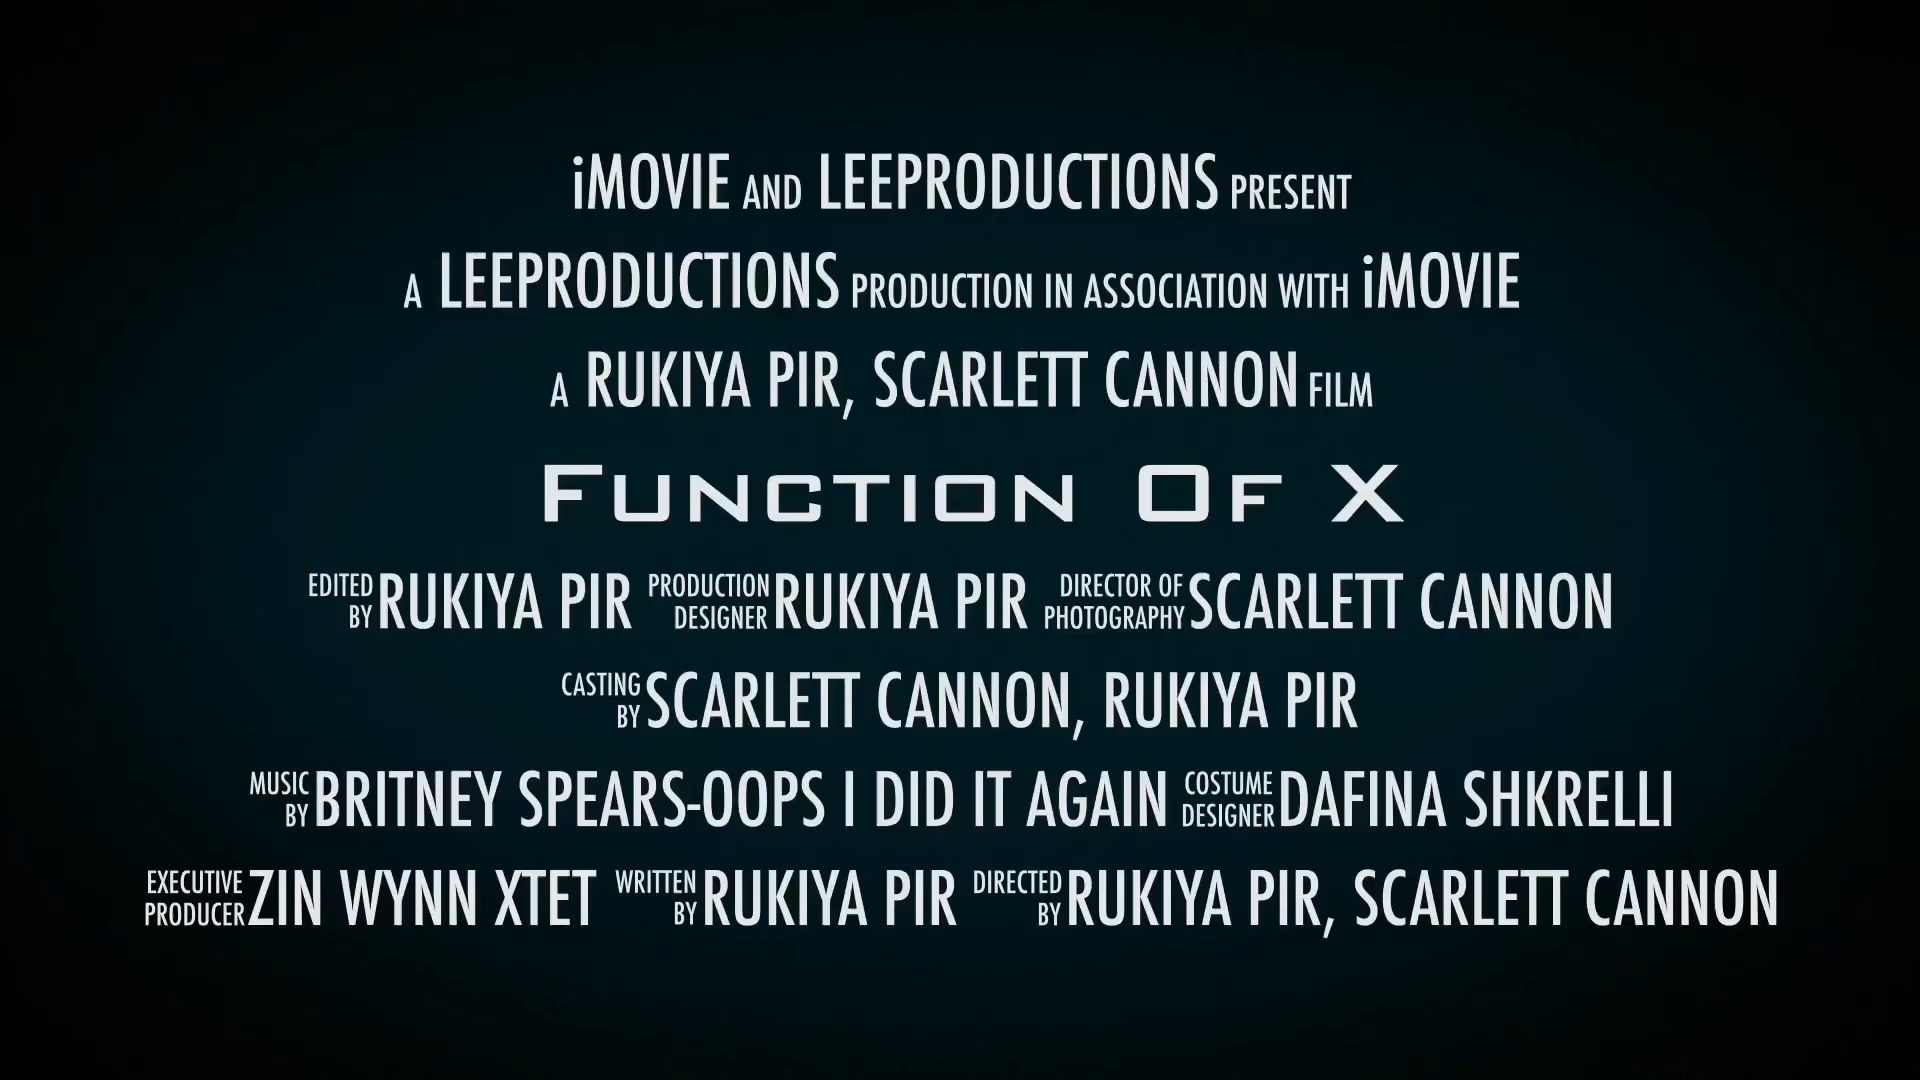 iMOVIE AND LEEPRODUCTIONS PRESENT
A LEEPRODUCTIONS PRODUCTION IN ASSOCIATION WITH iMOVIE
A RUKIYA PIR, SCARLETT CANNON FILM
FUNCTION OF X
EDITED BY RUKIYA PIR PRODUCTION DESIGNER RUKIYA PIR DIRECTOR OF PHOTOGRAPHY SCARLETT CANNON
CASTING BY SCARLETT CANNON, RUKIYA PIR
MUSIC BY BRITNEY SPEARS-OOPS I DID IT AGAIN COSTUME DESIGNER DAFINA SHKRELLI
EXECUTIVE PRODUCER ZIN WYNN XTET WRITTEN BY RUKIYA PIR DIRECTED BY RUKIYA PIR, SCARLETT CANNON